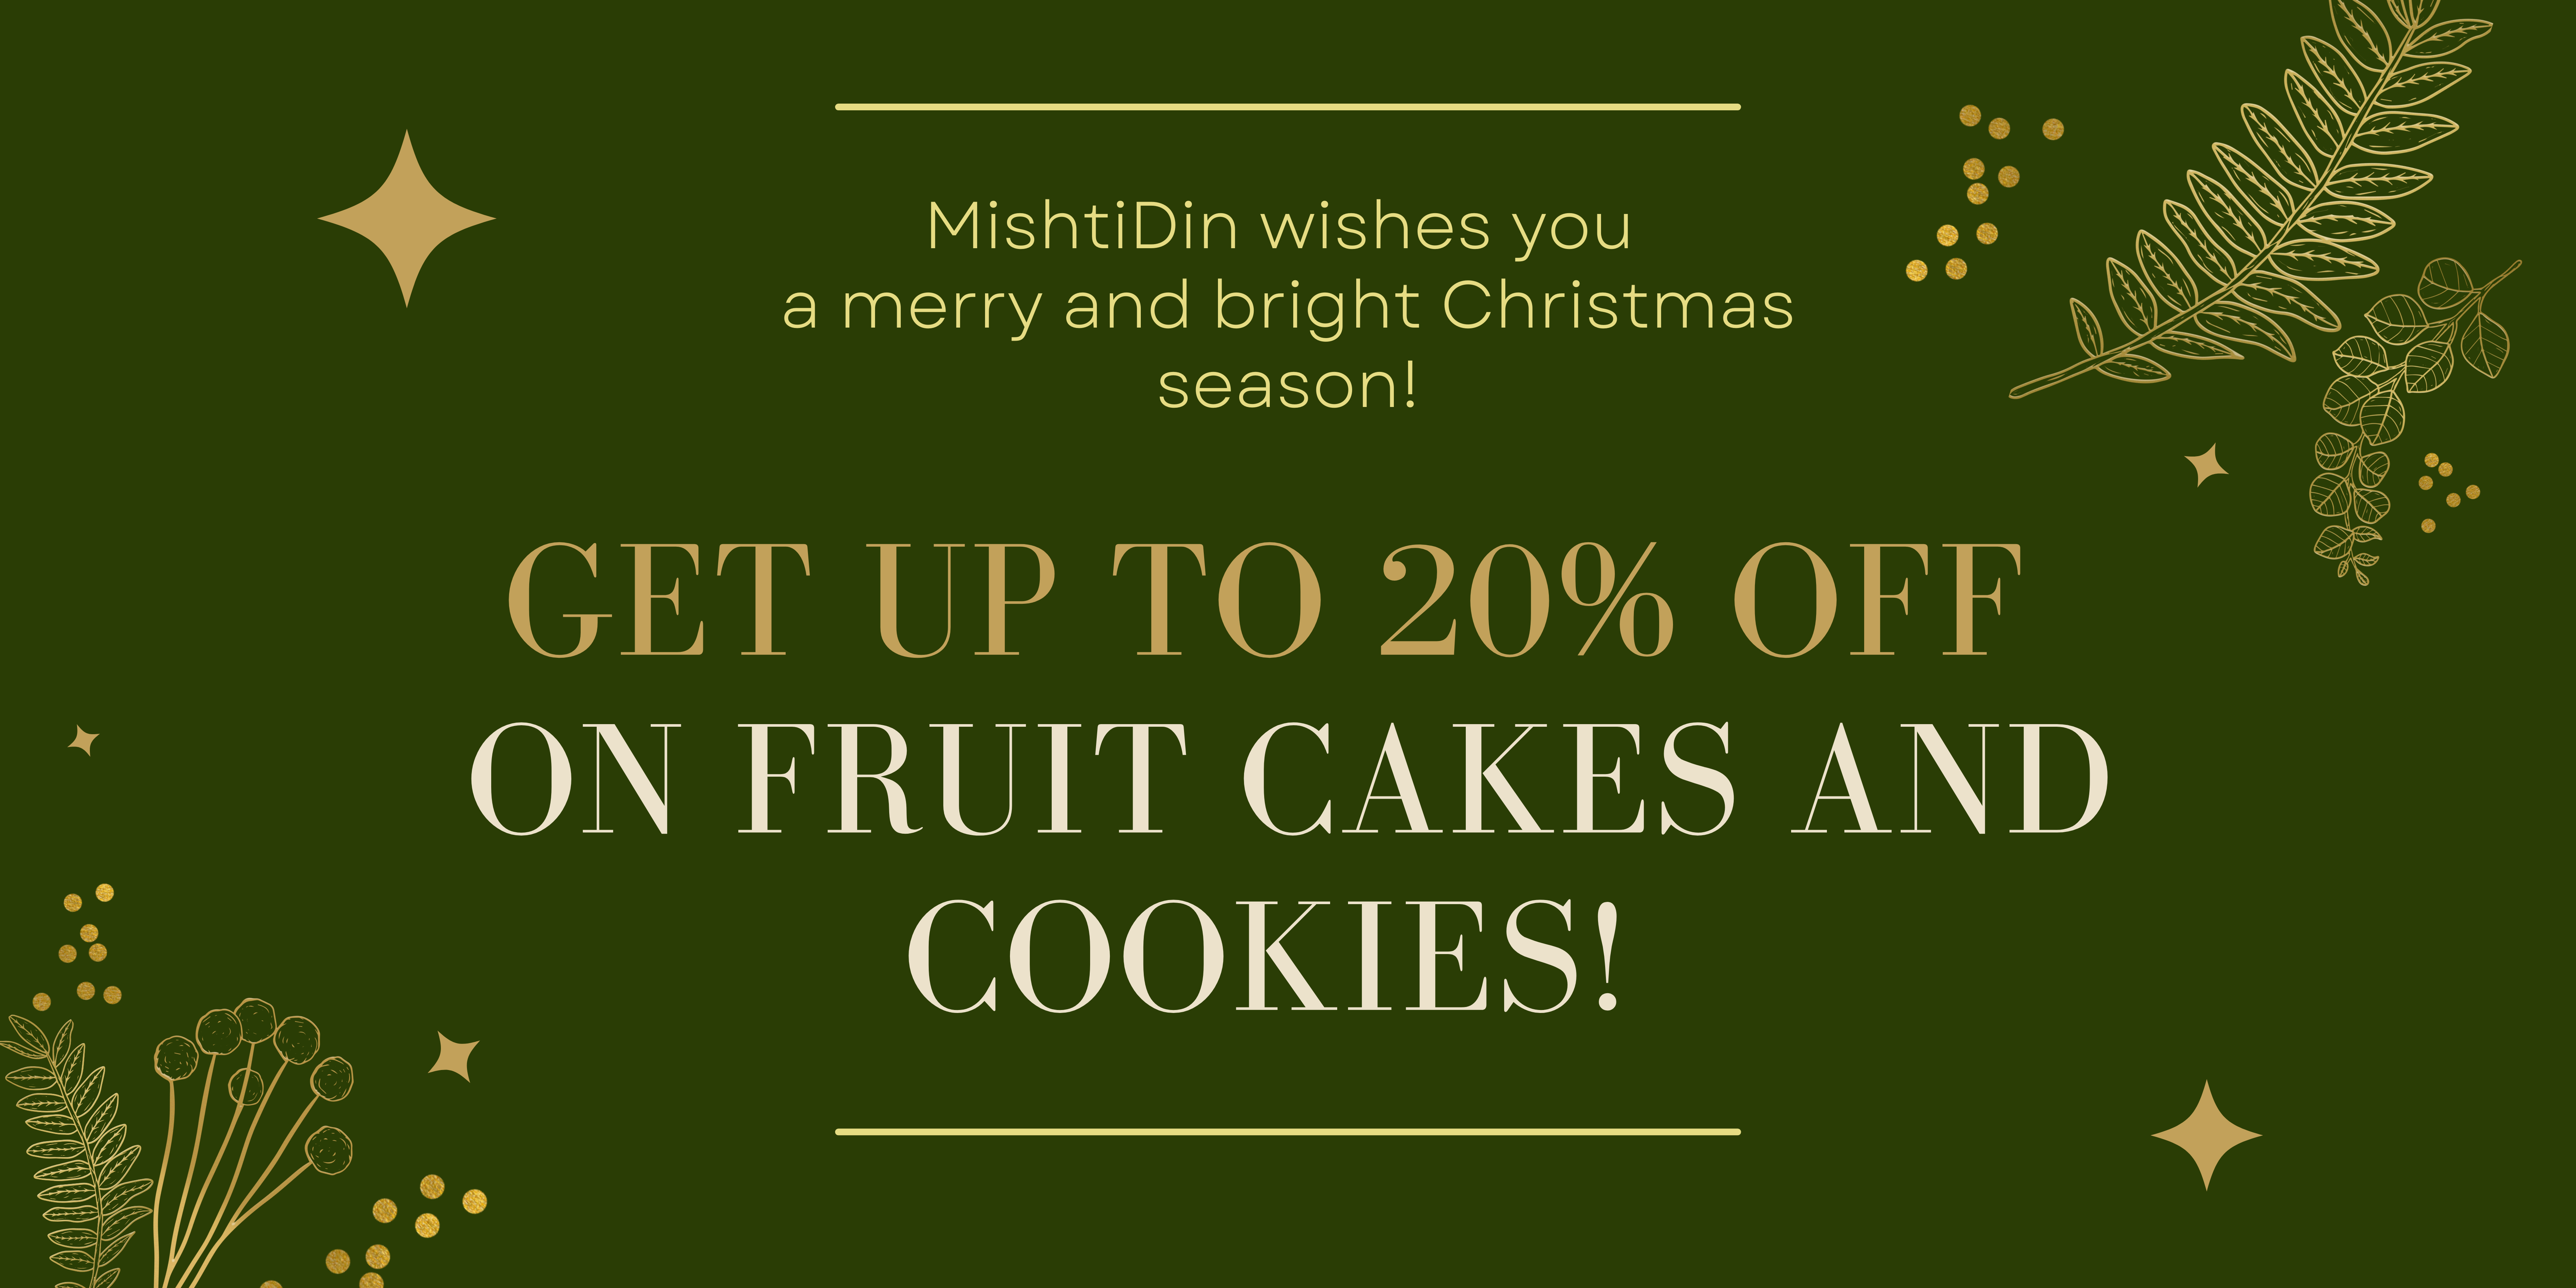 MishtiDin wishes you
a merry and bright Christmas
season!
GET UP TO 20% OFF
ON FRUIT CAKES AND
COOKIES!